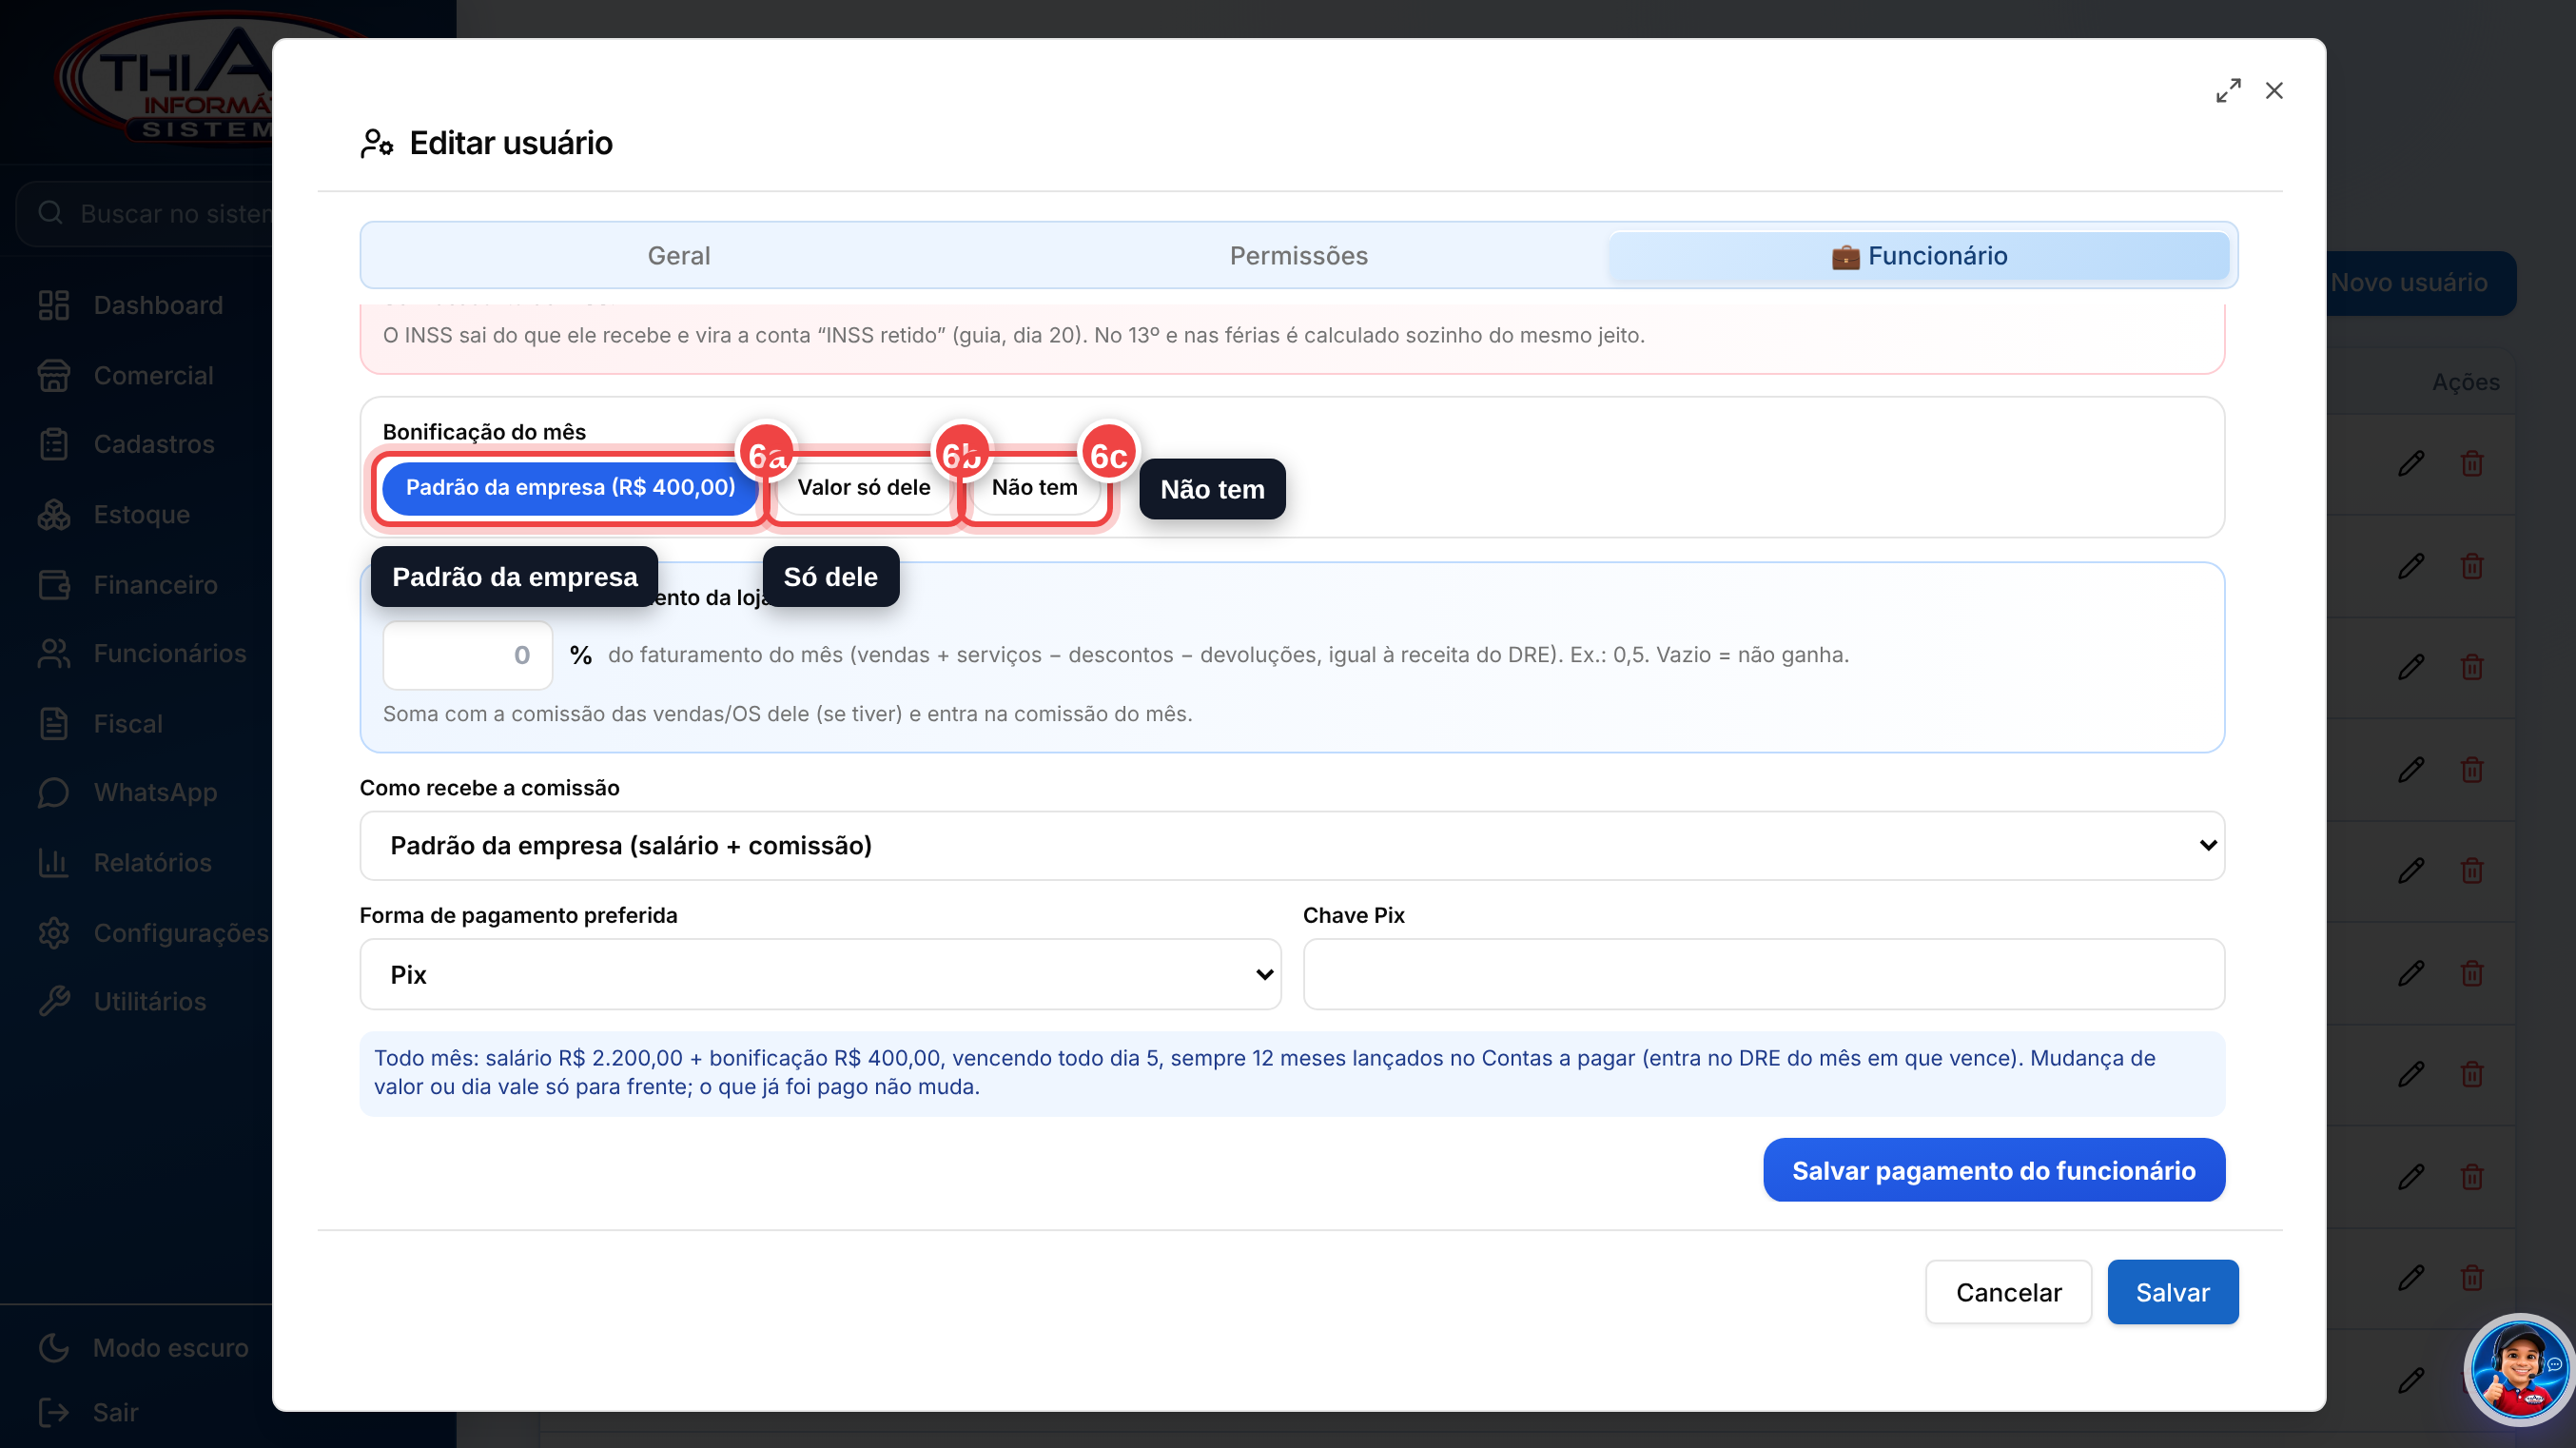 THIA
INFORMÁ
SISTEM
Buscar no sistem
Dashboard
Comercial
Cadastros
Estoque
Financeiro
Funcionários
Fiscal
WhatsApp
Relatórios
Configurações
Utilitários
Modo escuro
Sair
Novo usuário
Ações
Editar usuário
Geral
Permissões
Funcionário
O INSS sai do que ele recebe e vira a conta “INSS retido” (guia, dia 20). No 13º e nas férias é calculado sozinho do mesmo jeito.
Bonificação do mês
6a
6b
6c
Padrão da empresa (R$ 400,00)
Valor só dele
Não tem
Não tem
Padrão da empresa
Só dele
ento da loja
0
% do faturamento do mês (vendas + serviços − descontos − devoluções, igual à receita do DRE). Ex.: 0,5. Vazio = não ganha.
Soma com a comissão das vendas/OS dele (se tiver) e entra na comissão do mês.
Como recebe a comissão
Padrão da empresa (salário + comissão)
Forma de pagamento preferida
Chave Pix
Pix
Todo mês: salário R$ 2.200,00 + bonificação R$ 400,00, vencendo todo dia 5, sempre 12 meses lançados no Contas a pagar (entra no DRE do mês em que vence). Mudança de
valor ou dia vale só para frente; o que já foi pago não muda.
Salvar pagamento do funcionário
Cancelar
Salvar